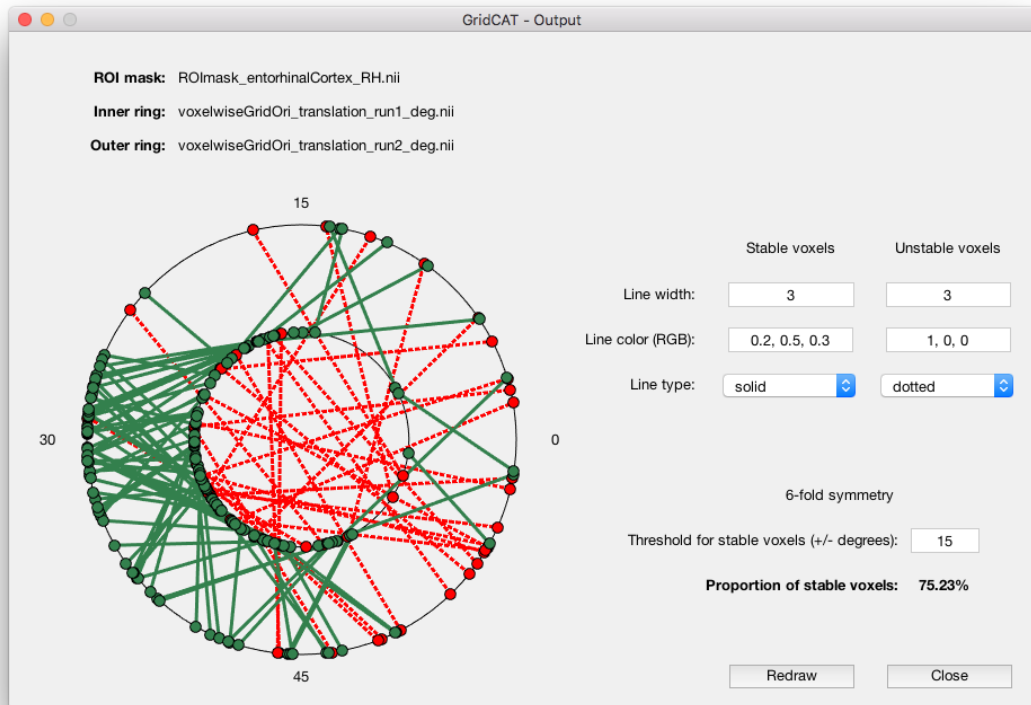 GridCAT - Output
ROI mask: ROImask_entorhinalCortex_RH.nii
Inner ring: voxelwiseGridOri_translation_run1_deg.nii
Outer ring: voxelwiseGridOri_translation_run2_deg.nii
15
30
0
45
Stable voxels Unstable voxels
Line width: 3 3
Line color (RGB): 0.2, 0.5, 0.3 1, 0, 0
Line type: solid dotted
6-fold symmetry
Threshold for stable voxels (+/- degrees): 15
Proportion of stable voxels: 75.23%
Redraw Close